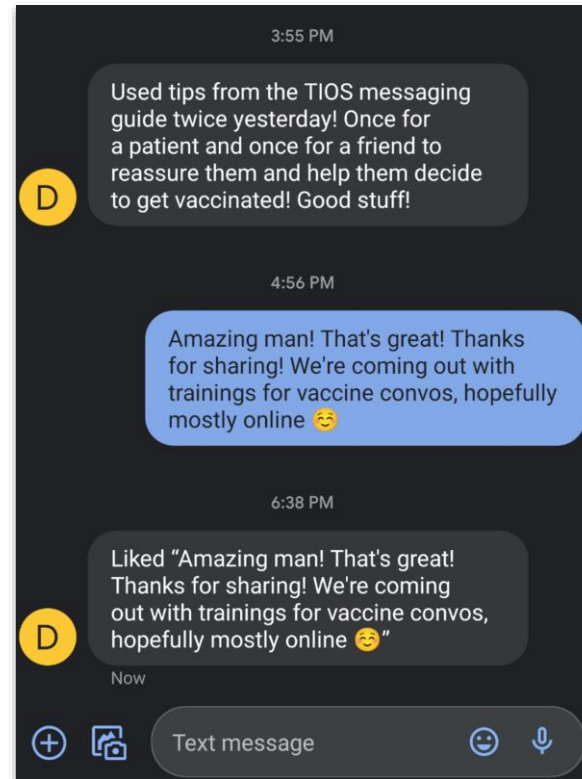 3:55 PM
Used tips from the TIOS messaging
guide twice yesterday! Once for
a patient and once for a friend to
reassure them and help them decide
to get vaccinated! Good stuff!
D
4:56 PM
Amazing man! That's great! Thanks
for sharing! We're coming out with
trainings for vaccine convos, hopefully
mostly online ☺️
6:38 PM
Liked “Amazing man! That's great!
Thanks for sharing! We're coming
out with trainings for vaccine convos,
hopefully mostly online ☺️”
D
Now
Text message